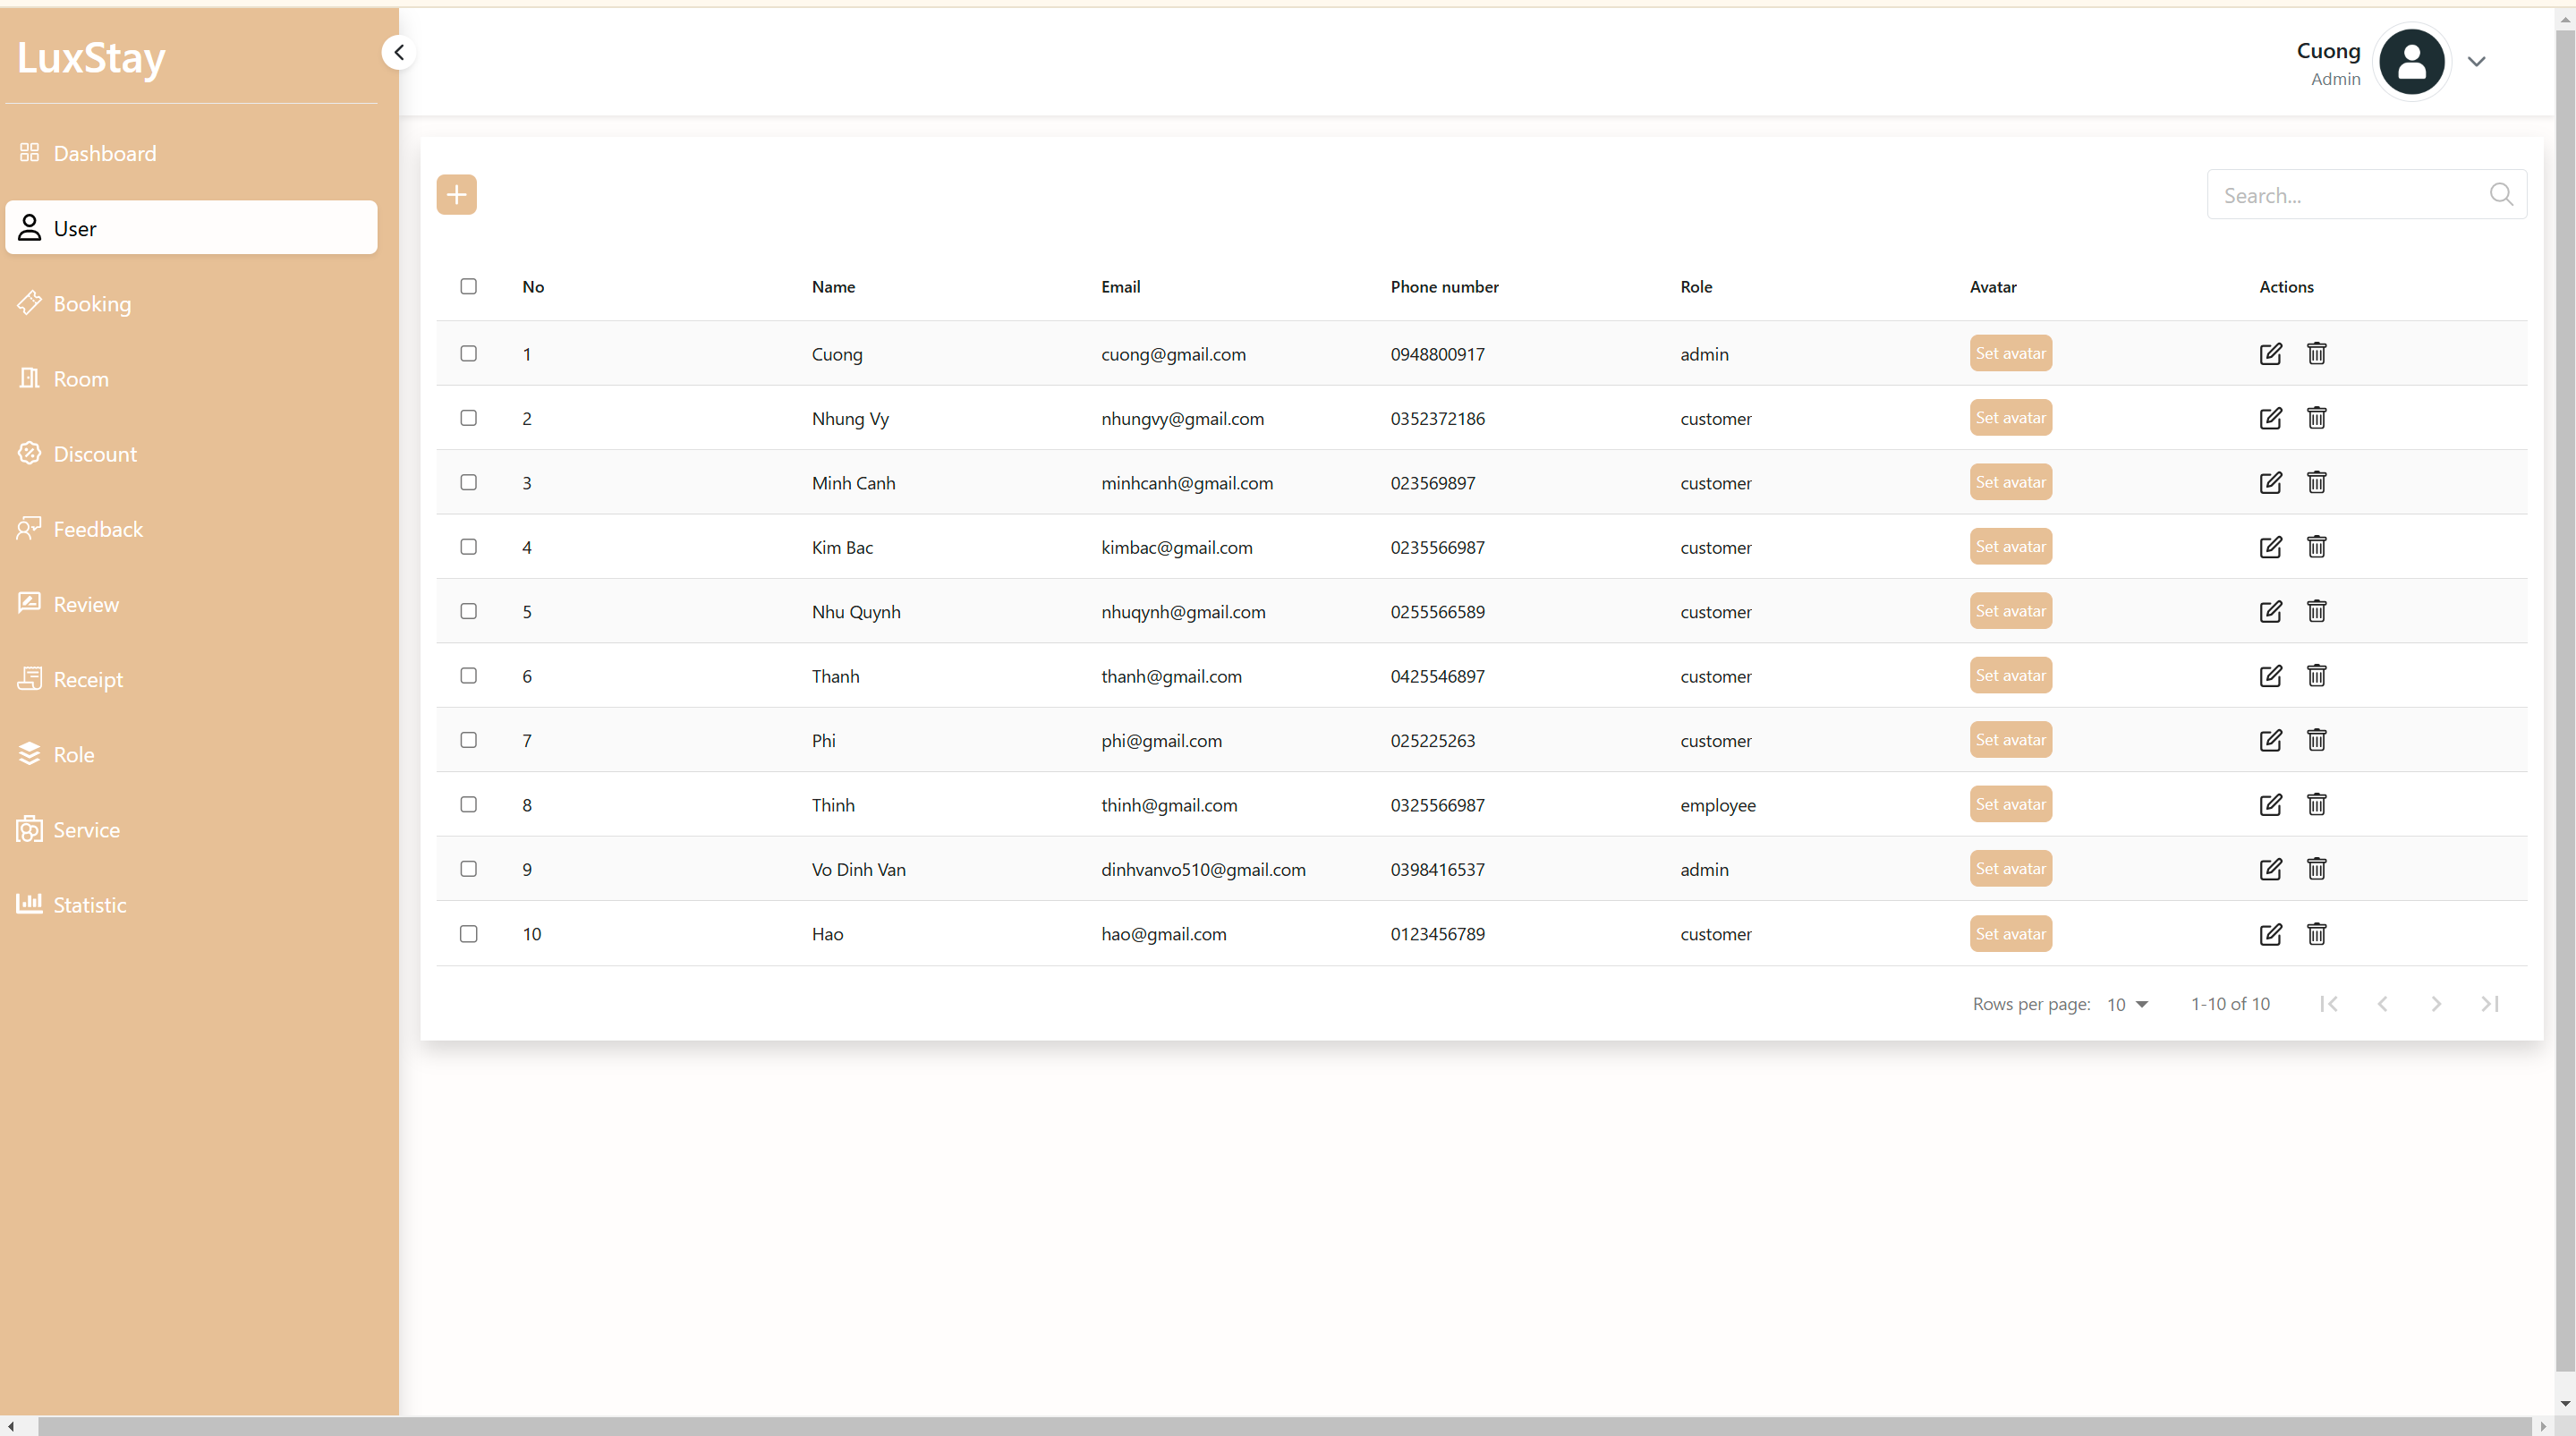 LuxStay
Cuong
Admin
Dashboard
User
Booking
Room
Discount
Feedback
Review
Receipt
Role
Service
Statistic
Search...
No Name Email Phone number Role Avatar Actions
1 Cuong cuong@gmail.com 0948800917 admin Set avatar
2 Nhung Vy nhungvy@gmail.com 0352372186 customer Set avatar
3 Minh Canh minhcanh@gmail.com 023569897 customer Set avatar
4 Kim Bac kimbac@gmail.com 0235566987 customer Set avatar
5 Nhu Quynh nhuqynh@gmail.com 0255566589 customer Set avatar
6 Thanh thanh@gmail.com 0425546897 customer Set avatar
7 Phi phi@gmail.com 025225263 customer Set avatar
8 Thinh thinh@gmail.com 0325566987 employee Set avatar
9 Vo Dinh Van dinhvanvo510@gmail.com 0398416537 admin Set avatar
10 Hao hao@gmail.com 0123456789 customer Set avatar
Rows per page: 10 1-10 of 10